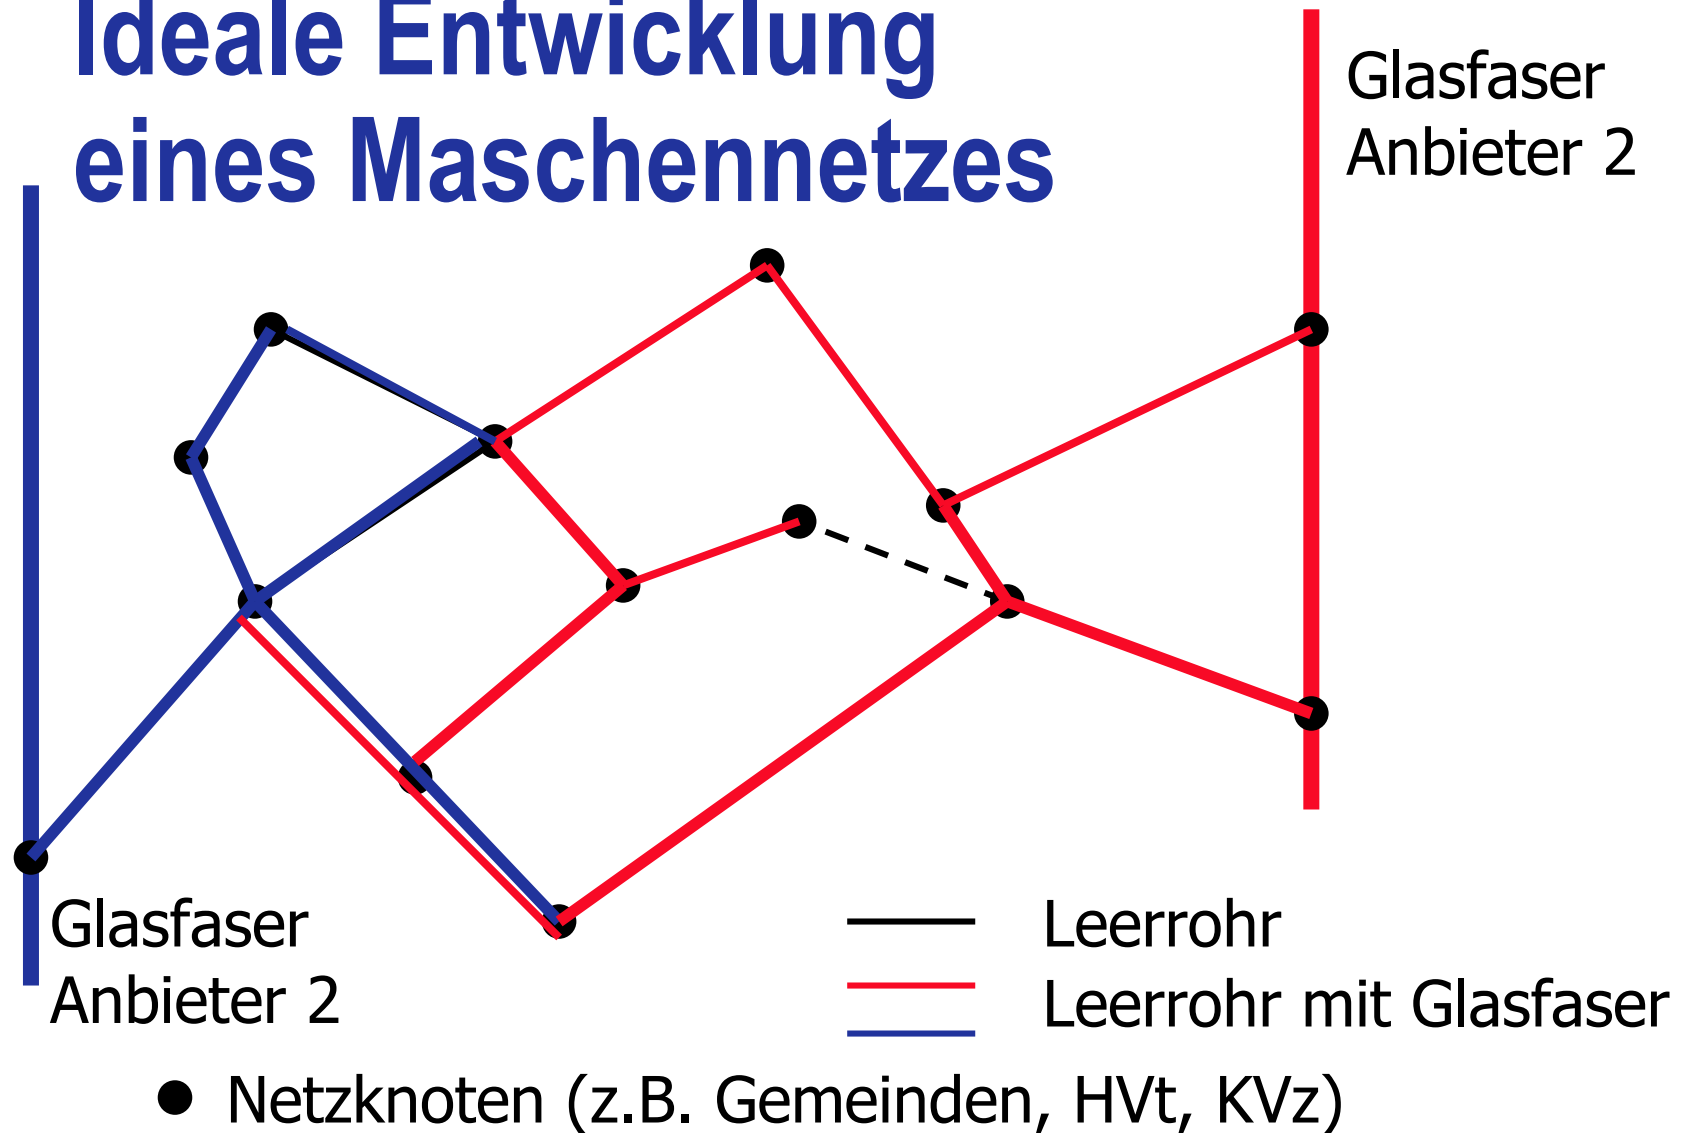 Ideale Entwicklung
eines Maschennetzes
Glasfaser
Anbieter 2
Glasfaser
Anbieter 2
Leerrohr
Leerrohr mit Glasfaser
Netzknoten (z.B. Gemeinden, HVt, KVz)